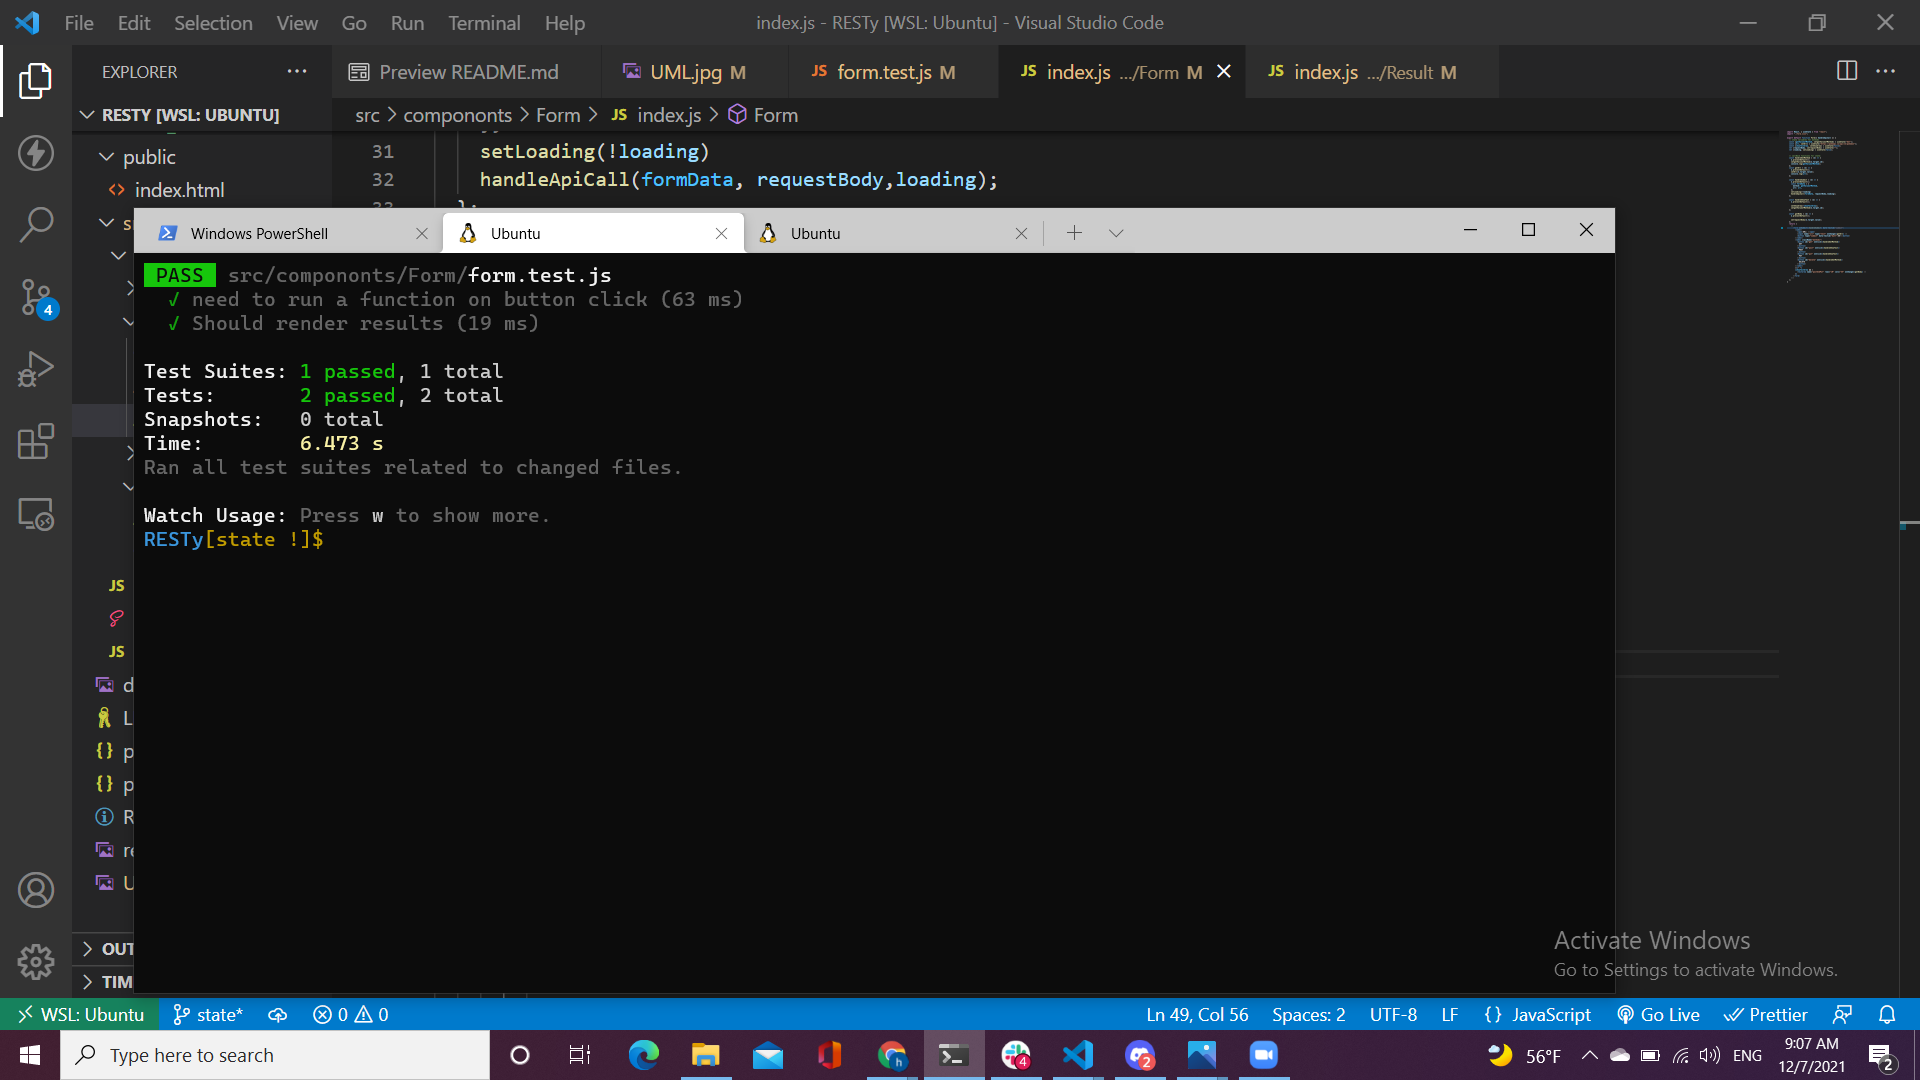 File Edit Selection View Go Run Terminal Help
index.js - RESTy [WSL: Ubuntu] - Visual Studio Code
EXPLORER
Preview README.md
UML.jpg M
JS form.test.js M
JS index.js .../Form M
JS index.js .../Result M
RESTY [WSL: UBUNTU]
src > compononts > Form > JS index.js > Form
public
index.html
31 setLoading(!loading)
32 handleApiCall(formData, requestBody,loading);
33 };
Windows PowerShell
Ubuntu
Ubuntu
PASS src/compononts/Form/form.test.js
√ need to run a function on button click (63 ms)
√ Should render results (19 ms)
Test Suites: 1 passed, 1 total
Tests: 2 passed, 2 total
Snapshots: 0 total
Time: 6.473 s
Ran all test suites related to changed files.
Watch Usage: Press w to show more.
RESTy[state !]$
4
JS
JS
OUT
TIM
Activate Windows
Go to Settings to activate Windows.
WSL: Ubuntu state* 0 0
Ln 49, Col 56 Spaces: 2 UTF-8 LF {} JavaScript Go Live Prettier
Type here to search
4
2
56°F
ENG
9:07 AM
12/7/2021
2